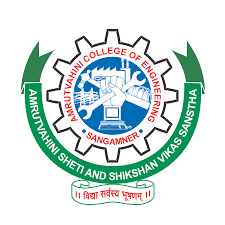 AMRUTVAHINI COLLEGE OF ENGINEERING
SANGAMNER
AMRUTVAHINI SHETI AND SHIKSHAN VIKAS SANSTHA
।। विद्या सर्वस्य भूषणम् ।।